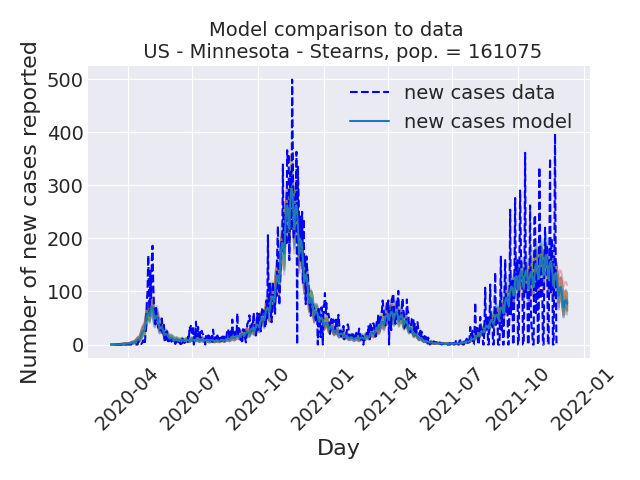 Model comparison to data
US - Minnesota - Stearns, pop. = 161075
Number of new cases reported
500
400
300
200
100
0
new cases data
new cases model
2020-04
2020-07
2020-10
2021-01
2021-04
2021-07
2021-10
2022-01
Day